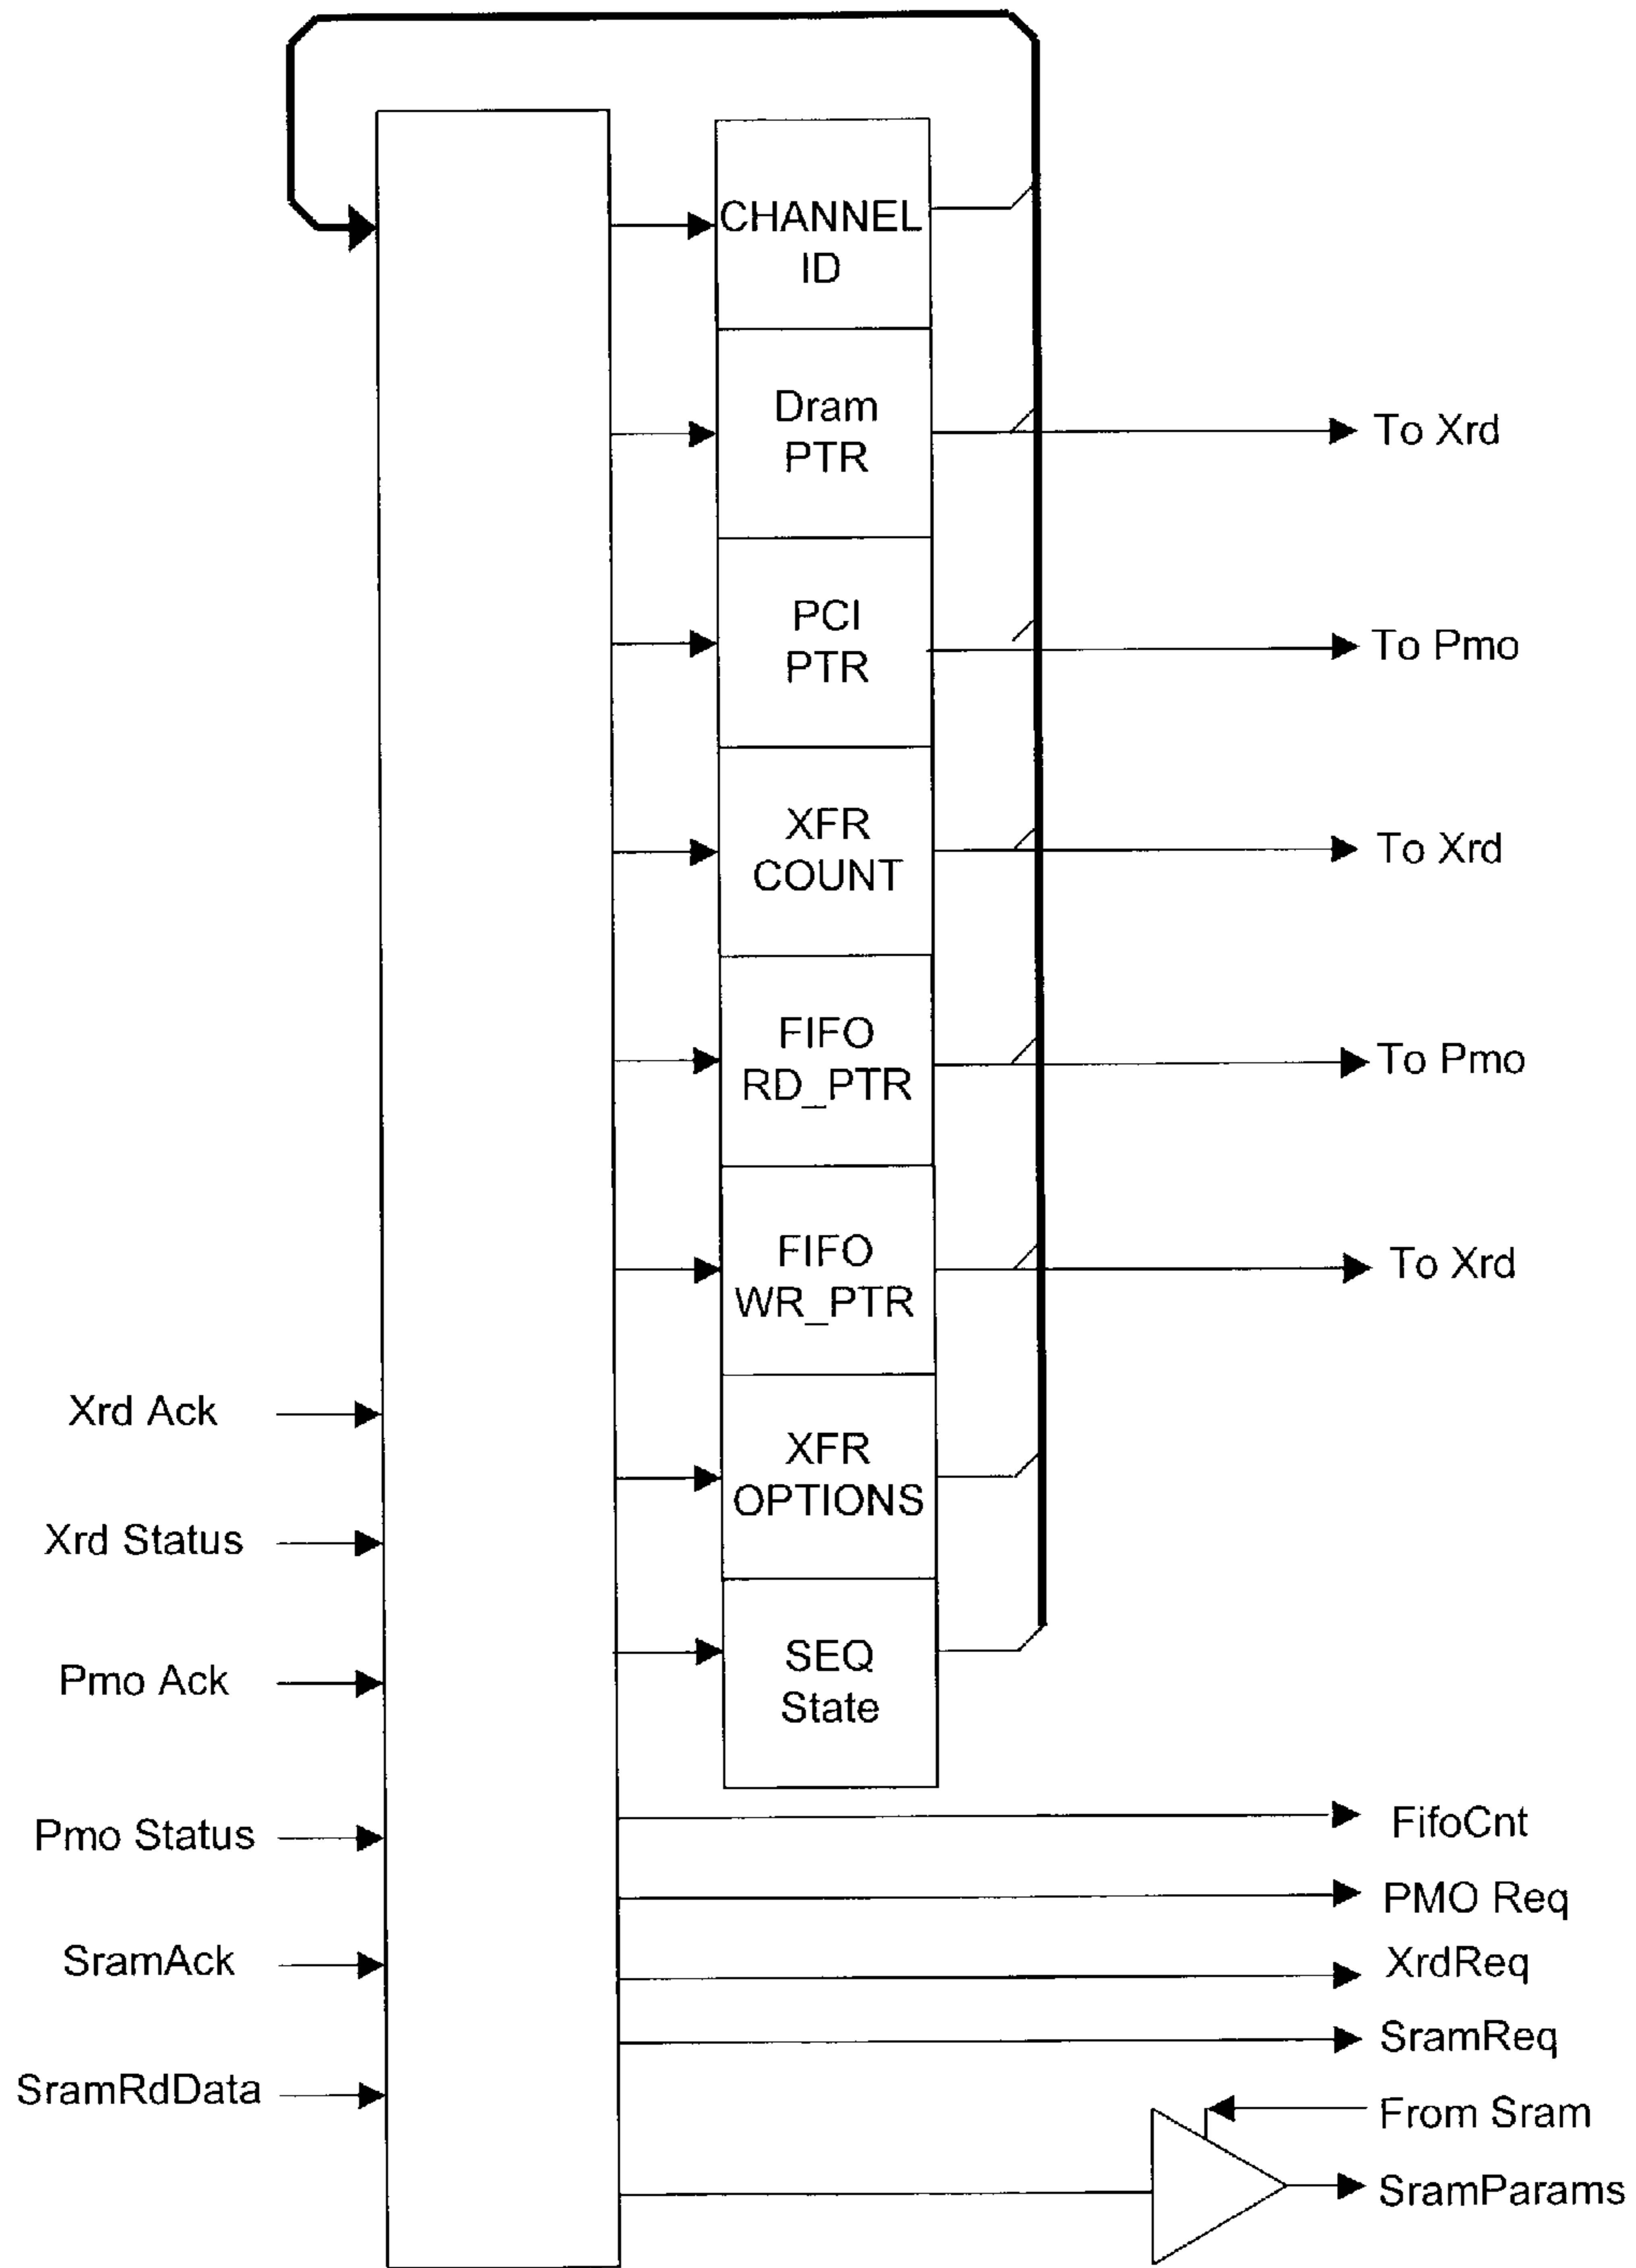 CHANNEL
ID
Dram
PTR
To Xrd
PCI
PTR
To Pmo
XFR
COUNT
To Xrd
FIFO
RD_PTR
To Pmo
FIFO
WR_PTR
To Xrd
Xrd Ack
XFR
OPTIONS
Xrd Status
SEQ
State
Pmo Ack
Pmo Status
FifoCnt
PMO Req
SramAck
XrdReq
SramReq
SramRdData
From Sram
SramParams